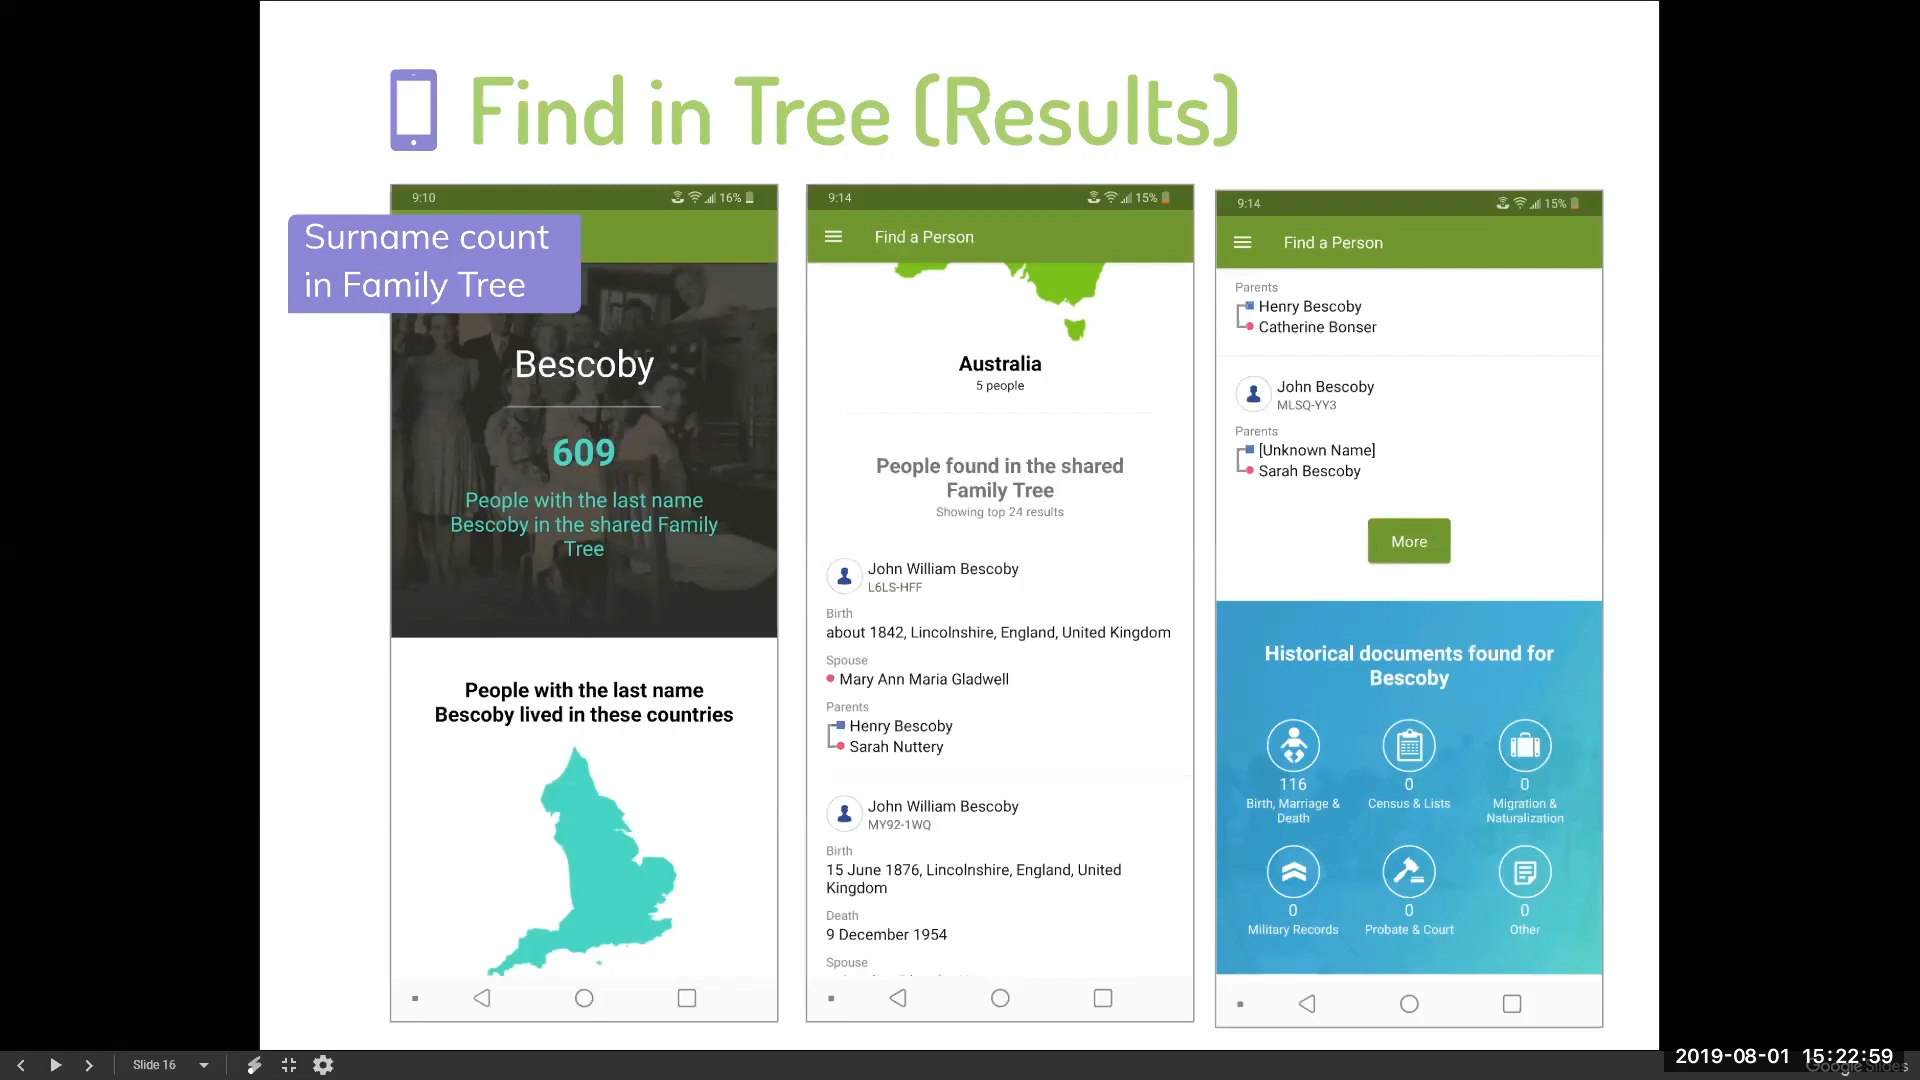 Find in Tree (Results)
Surname count
in Family Tree
9:10
16%
Bescoby
609
People with the last name
Bescoby in the shared Family
Tree
People with the last name
Bescoby lived in these countries
9:14
15%
Find a Person
Australia
5 people
People found in the shared
Family Tree
Showing top 24 results
John William Bescoby
L6LS-HFF
Birth
about 1842, Lincolnshire, England, United Kingdom
Spouse
Mary Ann Maria Gladwell
Parents
Henry Bescoby
Sarah Nuttery
John William Bescoby
MY92-1WQ
Birth
15 June 1876, Lincolnshire, England, United
Kingdom
Death
9 December 1954
Spouse
9:14
15%
Find a Person
Parents
Henry Bescoby
Catherine Bonser
John Bescoby
MLSQ-YY3
Parents
[Unknown Name]
Sarah Bescoby
More
Historical documents found for
Bescoby
116
Birth, Marriage &
Death
0
Census & Lists
0
Migration &
Naturalization
0
Military Records
0
Probate & Court
0
Other
Slide 16
2019-08-01 15:22:59
Google Slides